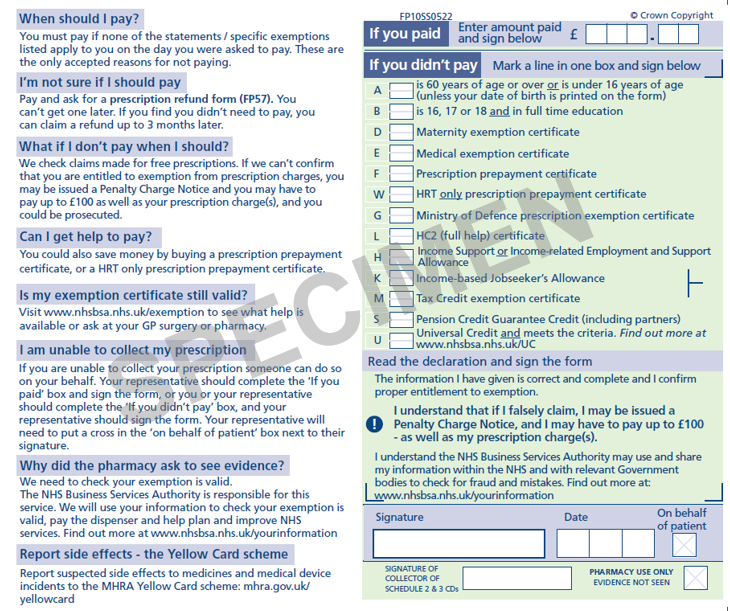 When should I pay?
You must pay if none of the statements / specific exemptions
listed apply to you on the day you were asked to pay. These are
the only accepted reasons for not paying.
I'm not sure if I should pay
Pay and ask for a prescription refund form (FP57). You
can't get one later. If you find you didn't need to pay, you
can claim a refund up to 3 months later.
What if I don't pay when I should?
We check claims made for free prescriptions. If we can't confirm
that you are entitled to exemption from prescription charges, you
may be issued a Penalty Charge Notice and you may have to
pay up to £100 as well as your prescription charge(s), and you
could be prosecuted.
Can I get help to pay?
You could also save money by buying a prescription prepayment
certificate, or a HRT only prescription prepayment certificate.
Is my exemption certificate still valid?
Visit www.nhsbsa.nhs.uk/exemption to see what help is
available or ask at your GP surgery or pharmacy.
I am unable to collect my prescription
If you are unable to collect your prescription someone can do so
on your behalf. Your representative should complete the 'If you
paid' box and sign the form, or you or your representative
should complete the 'If you didn't pay' box, and your
representative should sign the form. Your representative will
need to put a cross in the 'on behalf of patient' box next to their
signature.
Why did the pharmacy ask to see evidence?
We need to check your exemption is valid.
The NHS Business Services Authority is responsible for this
service. We will use your information to check your exemption is
valid, pay the dispenser and help plan and improve NHS
services. Find out more at www.nhsbsa.nhs.uk/yourinformation
Report side effects - the Yellow Card scheme
Report suspected side effects to medicines and medical device
incidents to the MHRA Yellow Card scheme: mhra.gov.uk/
yellowcard
FP10SS0522 © Crown Copyright
If you paid Enter amount paid
and sign below £ .
If you didn't pay Mark a line in one box and sign below
A is 60 years of age or over or is under 16 years of age
(unless your date of birth is printed on the form)
B is 16, 17 or 18 and in full time education
D Maternity exemption certificate
E Medical exemption certificate
F Prescription prepayment certificate
W HRT only prescription prepayment certificate
G Ministry of Defence prescription exemption certificate
L HC2 (full help) certificate
H Income Support or Income-related Employment and Support
Allowance
K Income-based Jobseeker's Allowance
M Tax Credit exemption certificate
S Pension Credit Guarantee Credit (including partners)
U Universal Credit and meets the criteria. Find out more at
www.nhsbsa.nhs.uk/UC
Read the declaration and sign the form
The information I have given is correct and complete and I confirm
proper entitlement to exemption.
! I understand that if I falsely claim, I may be issued a
Penalty Charge Notice, and I may have to pay up to £100
- as well as my prescription charge(s).
I understand the NHS Business Services Authority may use and share
my information within the NHS and with relevant Government
bodies to check for fraud and mistakes. Find out more at:
www.nhsbsa.nhs.uk/yourinformation
Signature Date On behalf
of patient
SIGNATURE OF
COLLECTOR OF
SCHEDULE 2 & 3 CDs
PHARMACY USE ONLY
EVIDENCE NOT SEEN
SPECIMEN